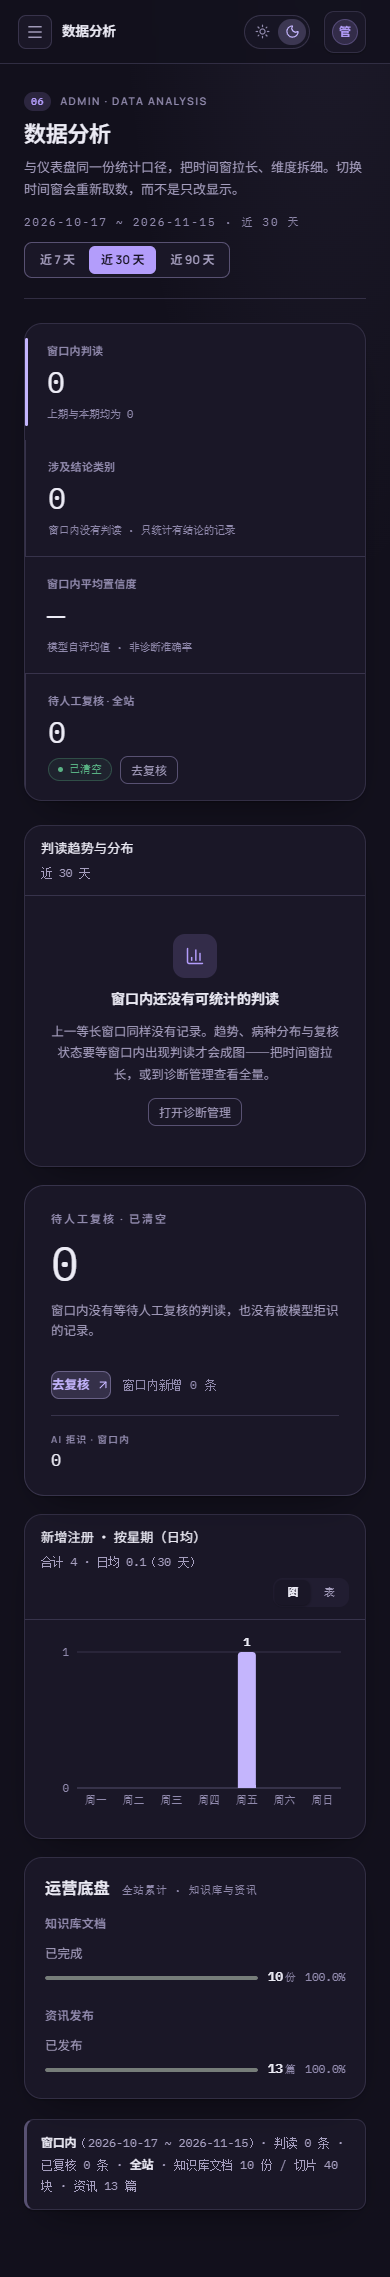 数据分析
管
06 ADMIN · DATA ANALYSIS
数据分析
与仪表盘同一份统计口径，把时间窗拉长、维度拆细。切换
时间窗会重新取数，而不是只改显示。
2026-10-17 ~ 2026-11-15 · 近 30 天
近 7 天 近 30 天 近 90 天
窗口内判读
0
上期与本期均为 0
涉及结论类别
0
窗口内没有判读 · 只统计有结论的记录
窗口内平均置信度
—
模型自评均值 · 非诊断准确率
待人工复核 · 全站
0
已清空 去复核
判读趋势与分布
近 30 天
窗口内还没有可统计的判读
上一等长窗口同样没有记录。趋势、病种分布与复核
状态要等窗口内出现判读才会成图——把时间窗拉
长，或到诊断管理查看全量。
打开诊断管理
待人工复核 · 已清空
0
窗口内没有等待人工复核的判读，也没有被模型拒识
的记录。
去复核 窗口内新增 0 条
AI 拒识 · 窗口内
0
新增注册 · 按星期（日均）
合计 4 · 日均 0.1（30 天）
图 表
1
1
0
周一 周二 周三 周四 周五 周六 周日
运营底盘 全站累计 · 知识库与资讯
知识库文档
已完成
10 份 100.0%
资讯发布
已发布
13 篇 100.0%
窗口内（2026-10-17 ~ 2026-11-15）· 判读 0 条 ·
已复核 0 条 · 全站 · 知识库文档 10 份 / 切片 40
块 · 资讯 13 篇